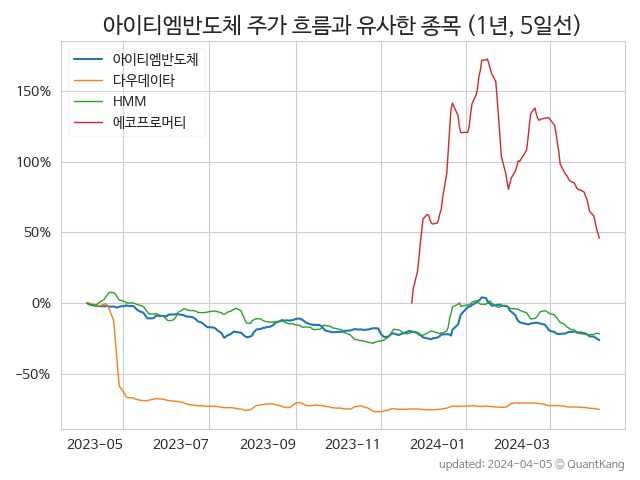 아이티엠반도체 주가 흐름과 유사한 종목 (1년, 5일선)
아이티엠반도체
다우데이타
HMM
에코프로머티
150%
100%
50%
0%
−50%
2023-05 2023-07 2023-09 2023-11 2024-01 2024-03
updated: 2024-04-05 © QuantKang